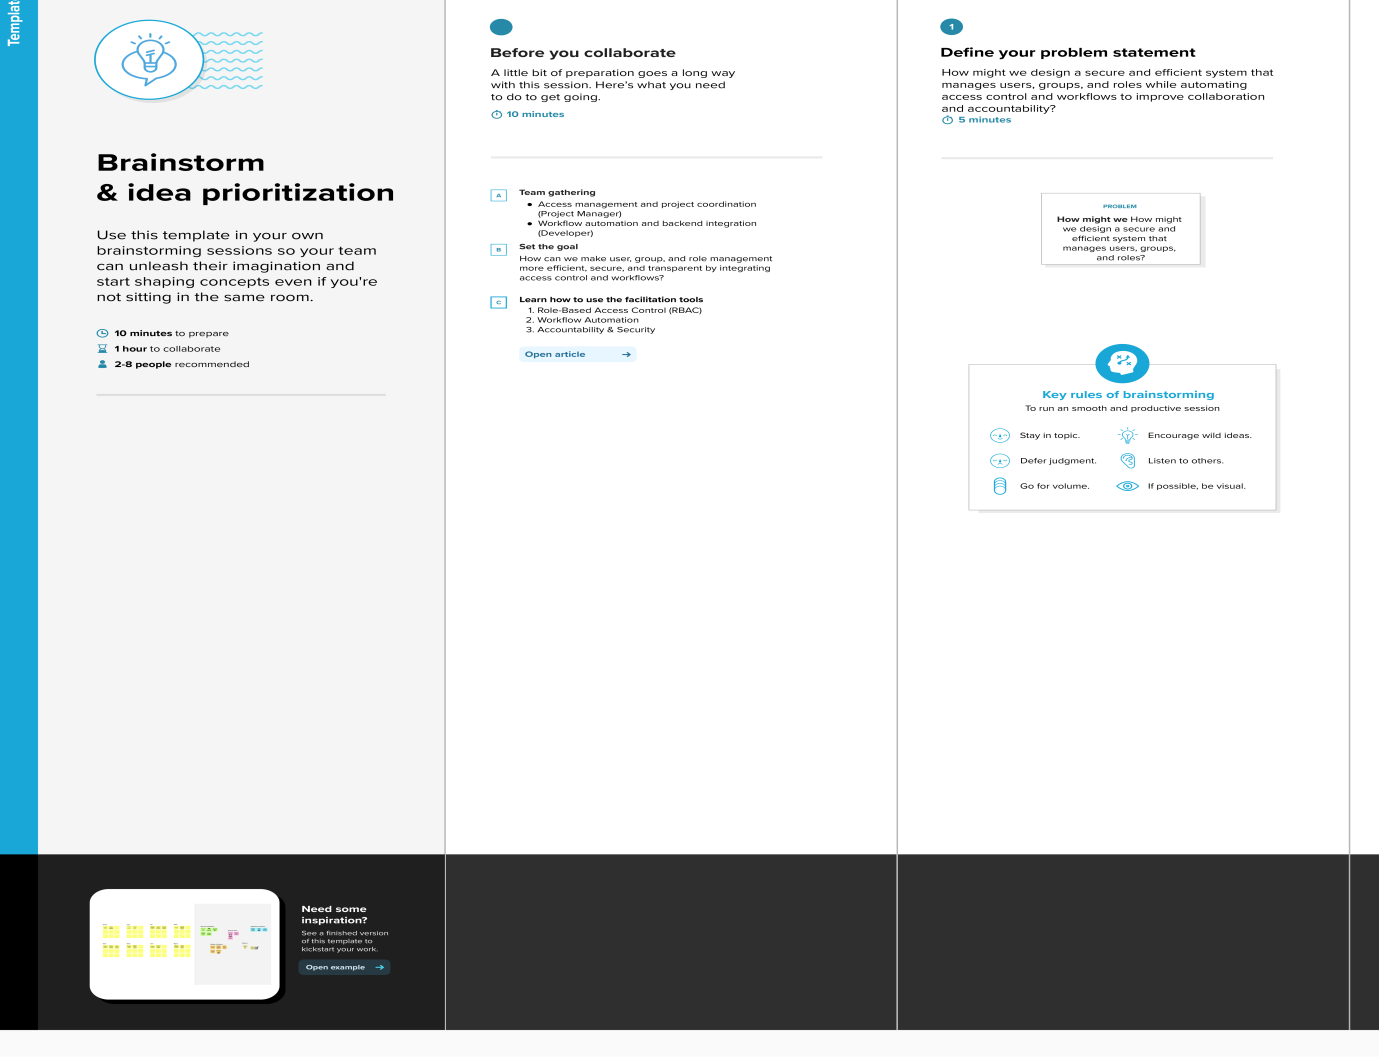 Templat
Brainstorm
& idea prioritization
Use this template in your own
brainstorming sessions so your team
can unleash their imagination and
start shaping concepts even if you're
not sitting in the same room.
10 minutes to prepare
1 hour to collaborate
2-8 people recommended
Need some
inspiration?
See a finished version
of this template to
kickstart your work.
Open example
Before you collaborate
A little bit of preparation goes a long way
with this session. Here's what you need
to do to get going.
10 minutes
A
Team gathering
● Access management and project coordination
(Project Manager)
● Workflow automation and backend integration
(Developer)
B
Set the goal
How can we make user, group, and role management
more efficient, secure, and transparent by integrating
access control and workflows?
C
Learn how to use the facilitation tools
1. Role-Based Access Control (RBAC)
2. Workflow Automation
3. Accountability & Security
Open article
1
Define your problem statement
How might we design a secure and efficient system that
manages users, groups, and roles while automating
access control and workflows to improve collaboration
and accountability?
5 minutes
PROBLEM
How might we How might
we design a secure and
efficient system that
manages users, groups,
and roles?
Key rules of brainstorming
To run an smooth and productive session
Stay in topic.
Encourage wild ideas.
Defer judgment.
Listen to others.
Go for volume.
If possible, be visual.